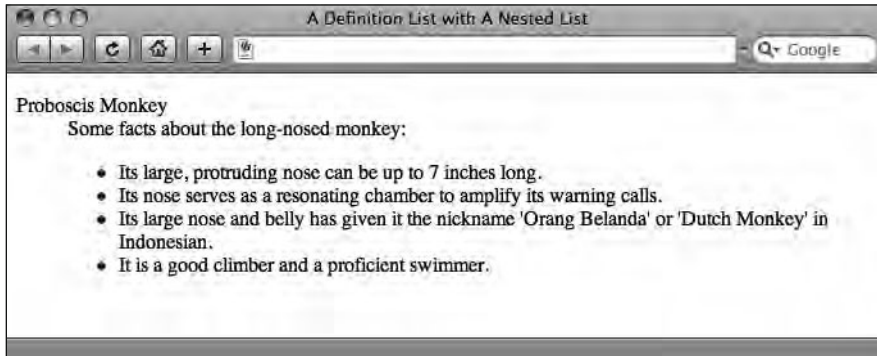 A Definition List with A Nested List
Google
Proboscis Monkey
Some facts about the long-nosed monkey:
• Its large, protruding nose can be up to 7 inches long.
• Its nose serves as a resonating chamber to amplify its warning calls.
• Its large nose and belly has given it the nickname 'Orang Belanda' or 'Dutch Monkey' in
Indonesian.
• It is a good climber and a proficient swimmer.